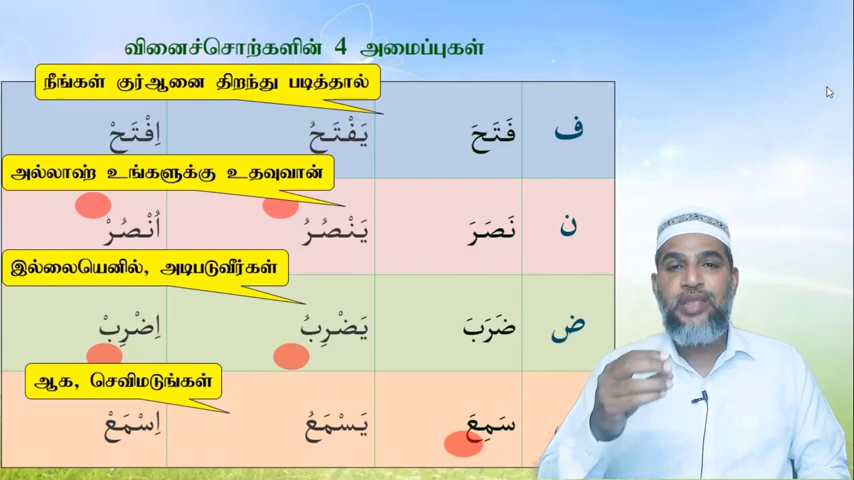 வினைச்சொற்களின் 4 அமைப்புகள்
நீங்கள் குர்ஆனை திறந்து படித்தால்
ف فَتَحَ يَفْتَحُ اِفْتَحْ
அல்லாஹ் உங்களுக்கு உதவுவான்
ن نَصَرَ يَنْصُرُ اُنْصُرْ
இல்லையெனில், அடிபடுவீர்கள்
ض ضَرَبَ يَضْرِبُ اِضْرِبْ
ஆக, செவிமடுங்கள்
سَمِعَ يَسْمَعُ اِسْمَعْ